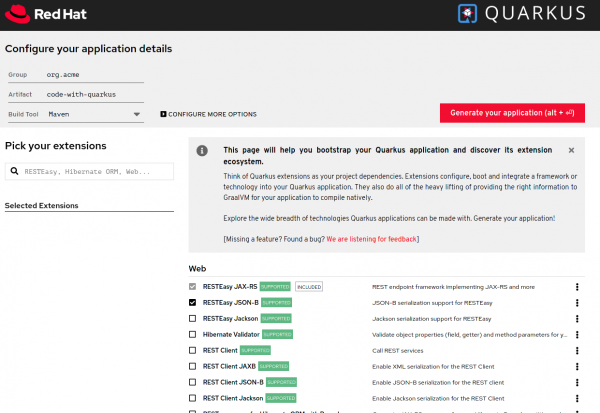 Red Hat
QUARKUS
Configure your application details
Group org.acme
Artifact code-with-quarkus
Build Tool Maven
CONFIGURE MORE OPTIONS
Generate your application (alt + ⏎)
Pick your extensions
RESTEasy, Hibernate ORM, Web...
Selected Extensions
This page will help you bootstrap your Quarkus application and discover its extension
ecosystem.
Think of Quarkus extensions as your project dependencies. Extensions configure, boot and integrate a framework or
technology into your Quarkus application. They also do all of the heavy lifting of providing the right information to
GraalVM for your application to compile natively.
Explore the wide breadth of technologies Quarkus applications can be made with. Generate your application!
[Missing a feature? Found a bug? We are listening for feedback]
Web
RESTEasy JAX-RS SUPPORTED INCLUDED REST endpoint framework implementing JAX-RS and more
RESTEasy JSON-B SUPPORTED JSON-B serialization support for RESTEasy
RESTEasy Jackson SUPPORTED Jackson serialization support for RESTEasy
Hibernate Validator SUPPORTED Validate object properties (field, getter) and method parameters for y...
REST Client SUPPORTED Call REST services
REST Client JAXB SUPPORTED Enable XML serialization for the REST Client
REST Client JSON-B SUPPORTED Enable JSON-B serialization for the REST Client
REST Client Jackson SUPPORTED Enable Jackson serialization for the REST Client